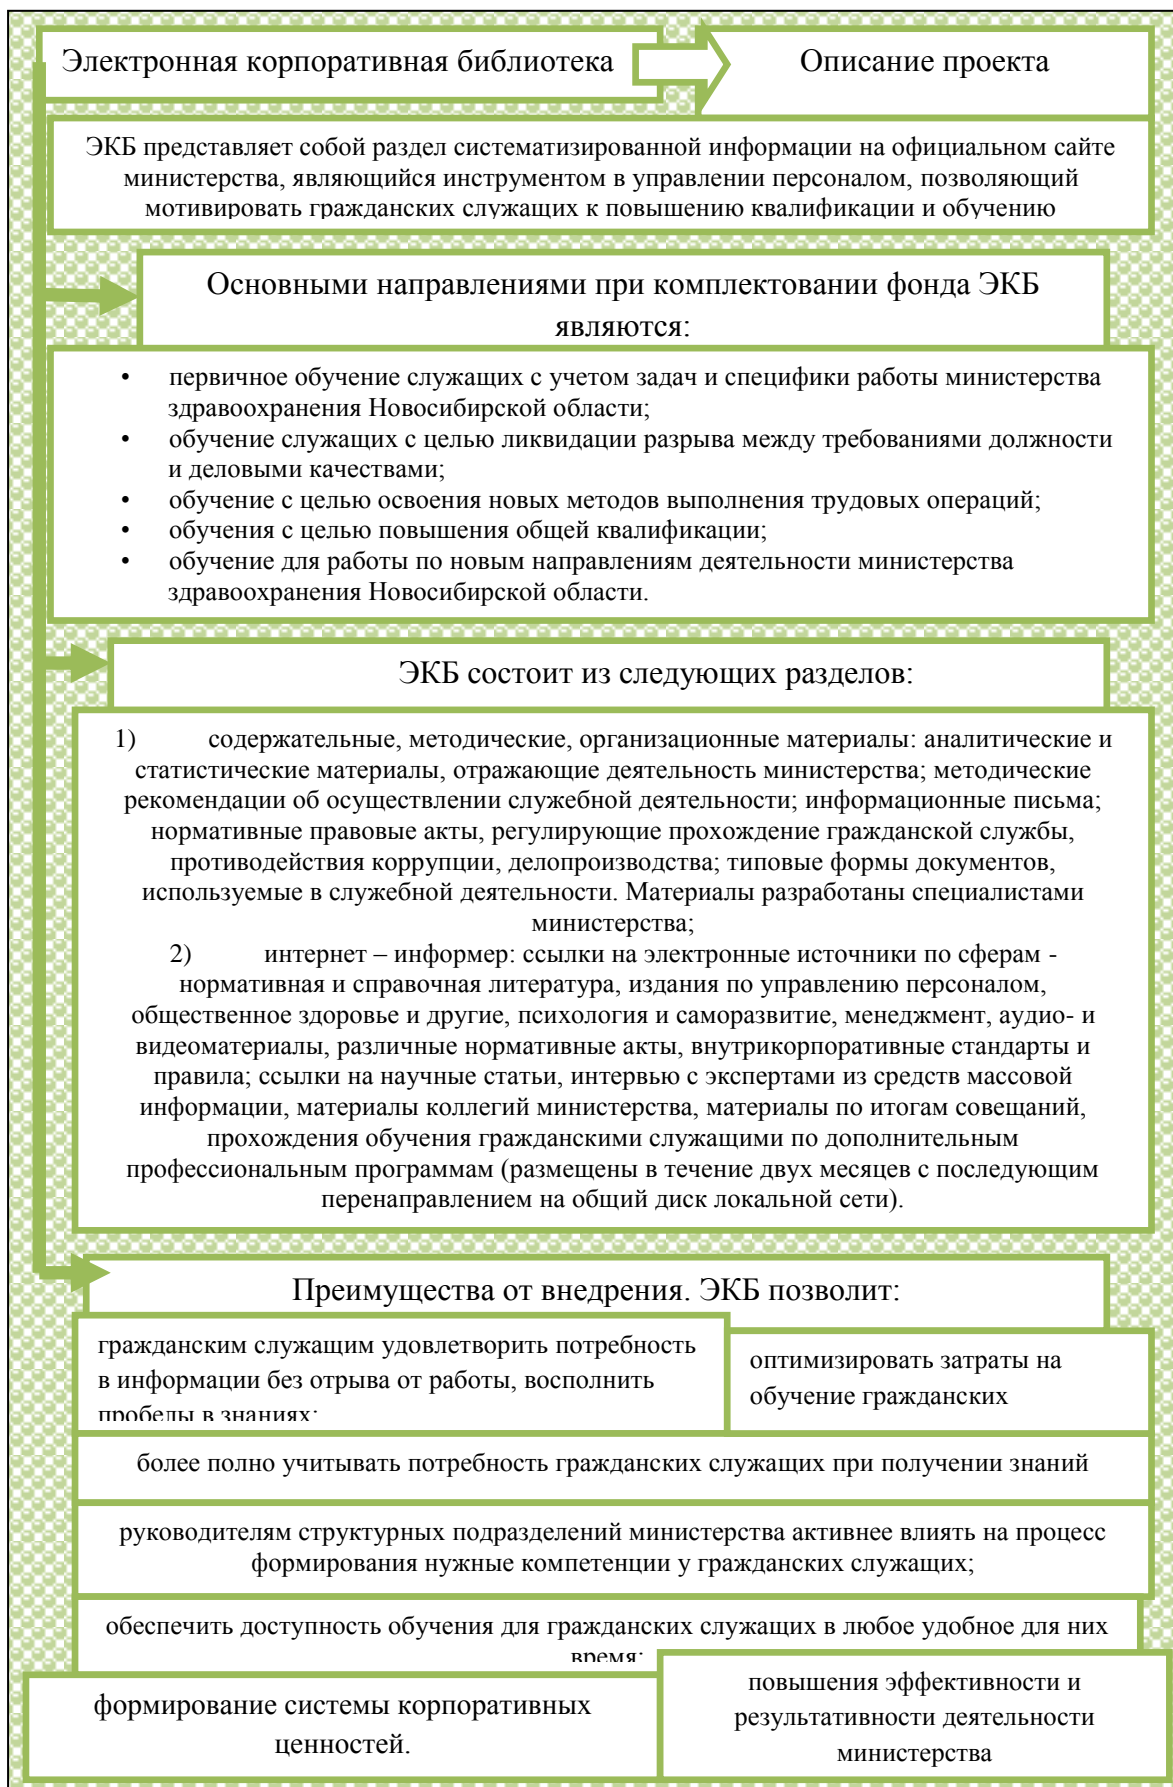 Электронная корпоративная библиотека
Описание проекта
ЭКБ представляет собой раздел систематизированной информации на официальном сайте
министерства, являющийся инструментом в управлении персоналом, позволяющий
мотивировать гражданских служащих к повышению квалификации и обучению
Основными направлениями при комплектовании фонда ЭКБ
являются:
• первичное обучение служащих с учетом задач и специфики работы министерства
здравоохранения Новосибирской области;
• обучение служащих с целью ликвидации разрыва между требованиями должности
и деловыми качествами;
• обучение с целью освоения новых методов выполнения трудовых операций;
• обучения с целью повышения общей квалификации;
• обучение для работы по новым направлениям деятельности министерства
здравоохранения Новосибирской области.
ЭКБ состоит из следующих разделов:
1) содержательные, методические, организационные материалы: аналитические и
статистические материалы, отражающие деятельность министерства; методические
рекомендации об осуществлении служебной деятельности; информационные письма;
нормативные правовые акты, регулирующие прохождение гражданской службы,
противодействия коррупции, делопроизводства; типовые формы документов,
используемые в служебной деятельности. Материалы разработаны специалистами
министерства;
2) интернет – информер: ссылки на электронные источники по сферам -
нормативная и справочная литература, издания по управлению персоналом,
общественное здоровье и другие, психология и саморазвитие, менеджмент, аудио- и
видеоматериалы, различные нормативные акты, внутрикорпоративные стандарты и
правила; ссылки на научные статьи, интервью с экспертами из средств массовой
информации, материалы коллегий министерства, материалы по итогам совещаний,
прохождения обучения гражданскими служащими по дополнительным
профессиональным программам (размещены в течение двух месяцев с последующим
перенаправлением на общий диск локальной сети).
Преимущества от внедрения. ЭКБ позволит:
гражданским служащим удовлетворить потребность
в информации без отрыва от работы, восполнить
пробелы в знаниях;
оптимизировать затраты на
обучение гражданских
более полно учитывать потребность гражданских служащих при получении знаний
руководителям структурных подразделений министерства активнее влиять на процесс
формирования нужные компетенции у гражданских служащих;
обеспечить доступность обучения для гражданских служащих в любое удобное для них
время;
формирование системы корпоративных
ценностей.
повышения эффективности и
результативности деятельности
министерства